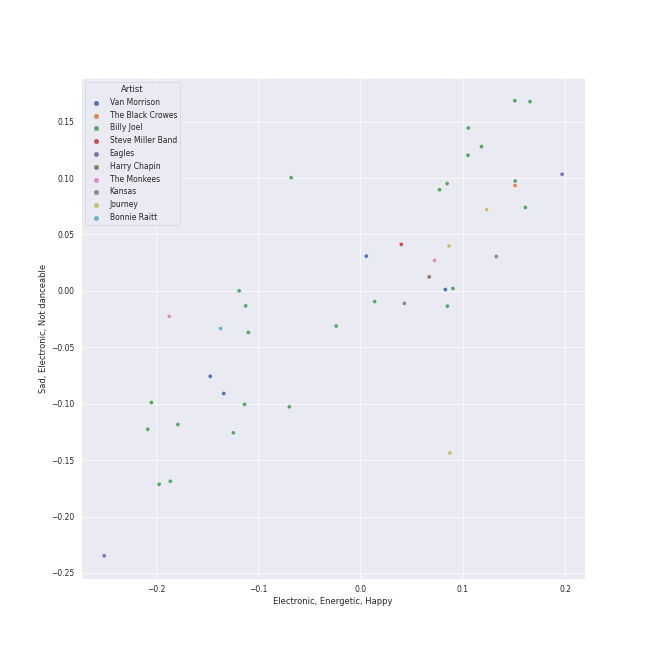 Artist
Van Morrison
The Black Crowes
Billy Joel
Steve Miller Band
Eagles
Harry Chapin
The Monkees
Kansas
Journey
Bonnie Raitt
0.15
0.10
0.05
0.00
−0.05
−0.10
−0.15
−0.20
−0.25
Sad, Electronic, Not danceable
−0.2
−0.1
0.0
0.1
0.2
Electronic, Energetic, Happy